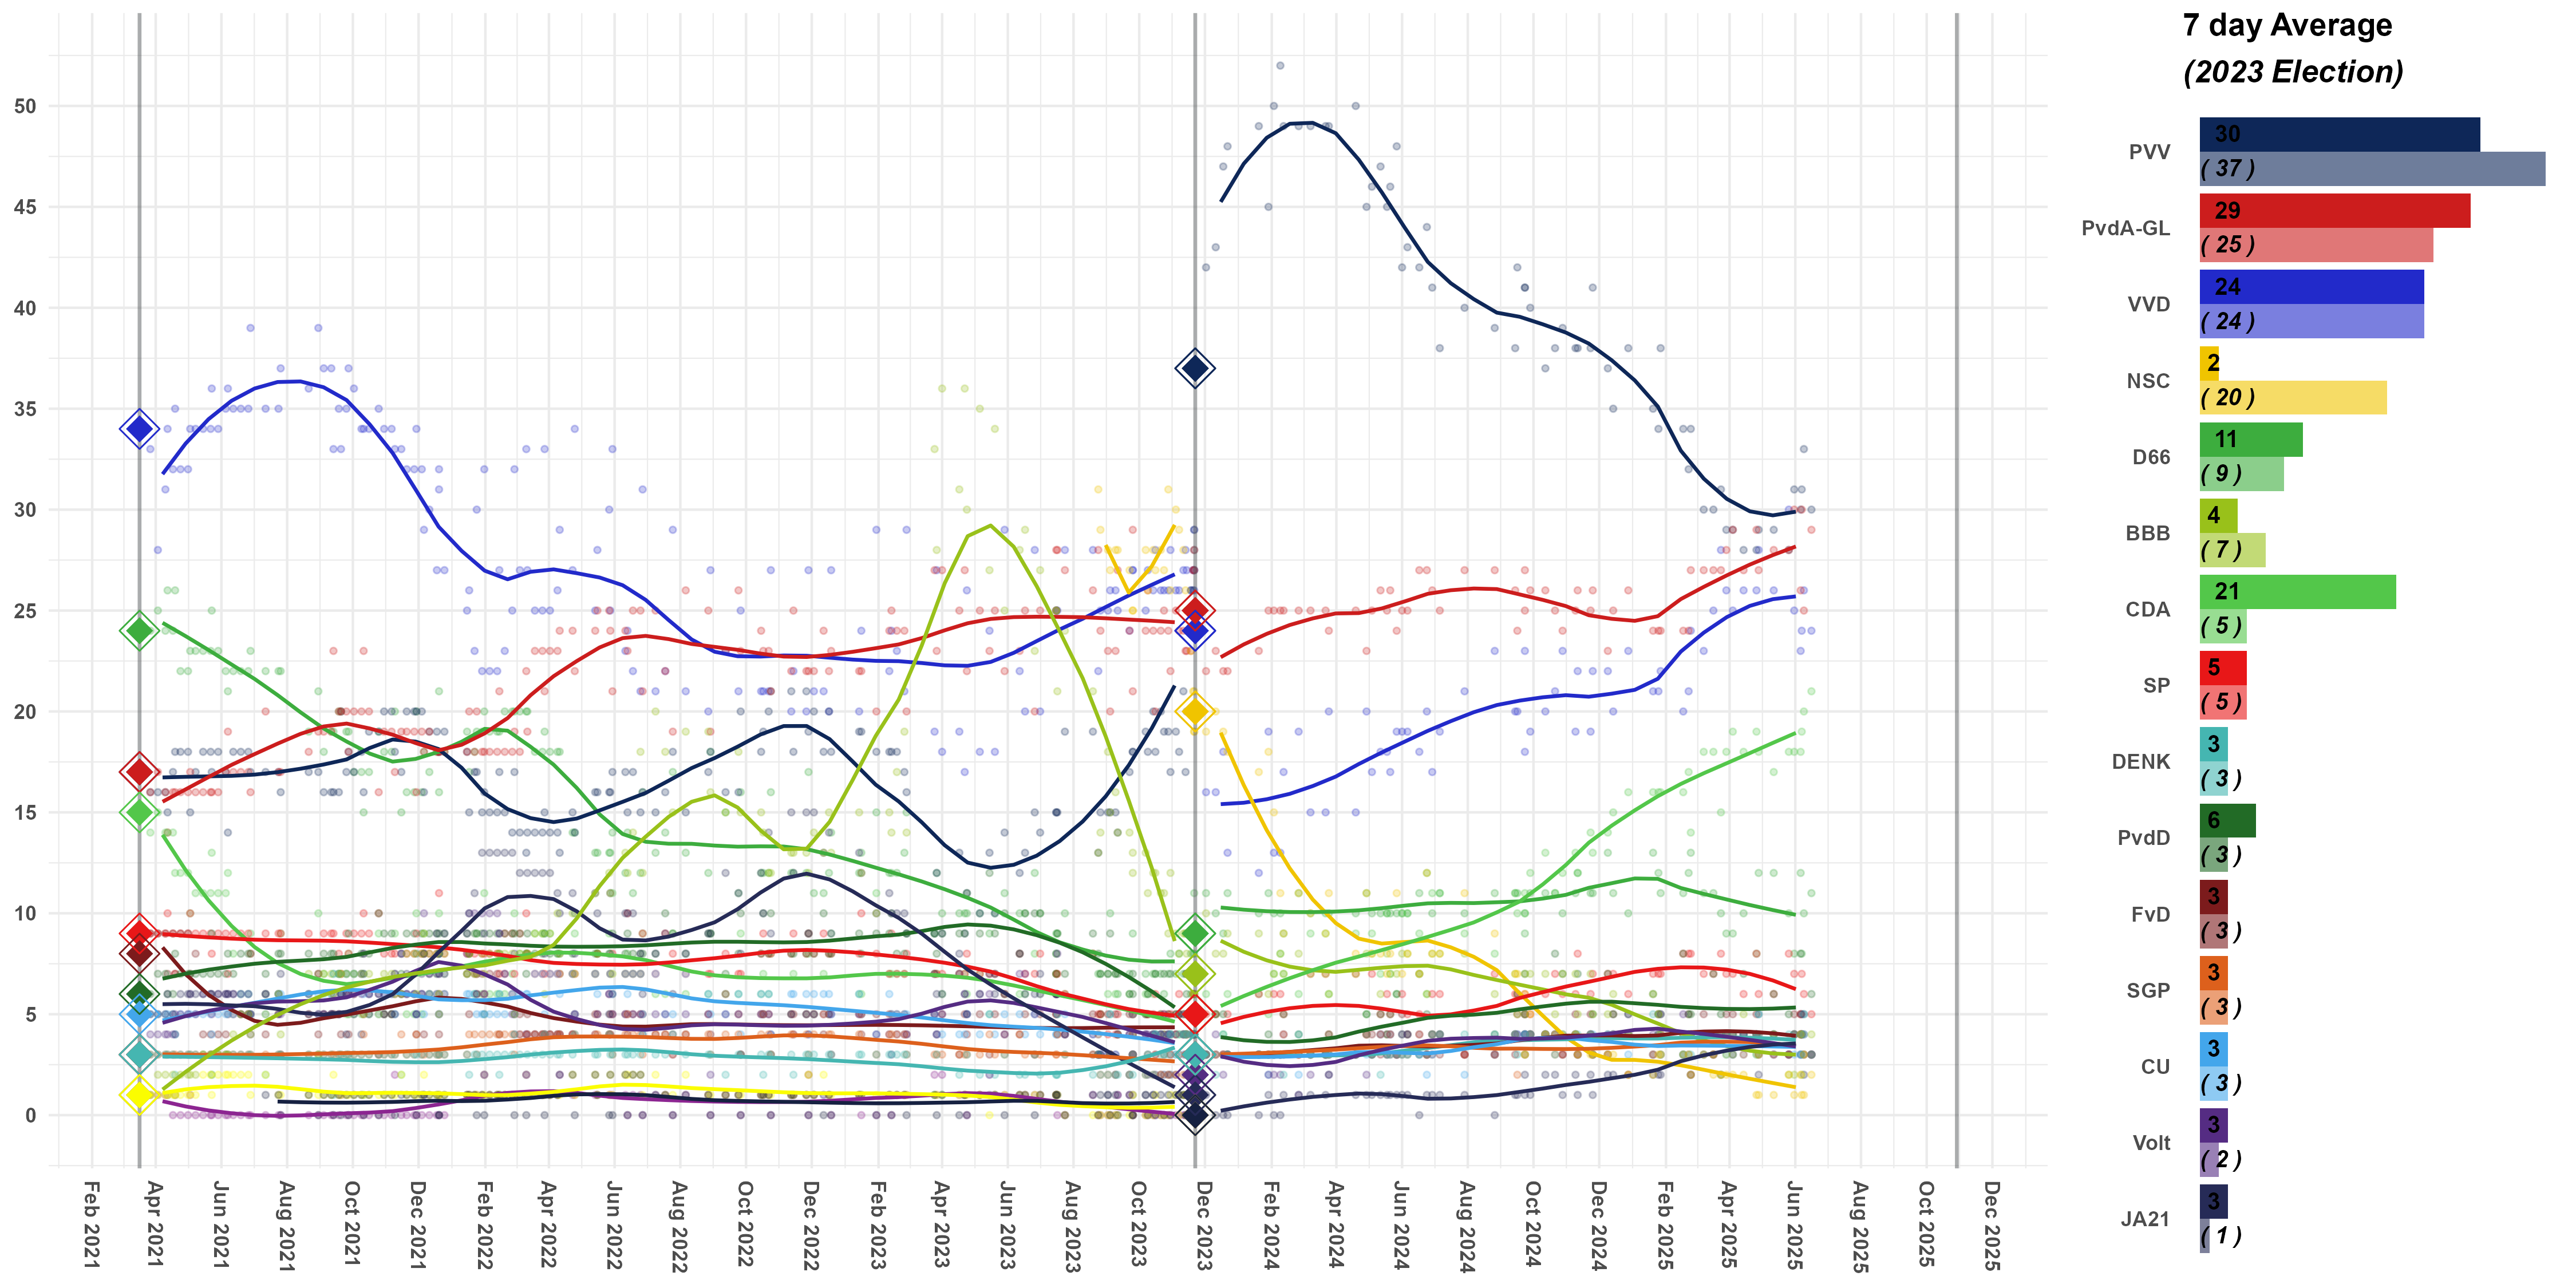 7 day Average
(2023 Election)
50
45
40
35
30
25
20
15
10
5
0
Feb 2021
Apr 2021
Jun 2021
Aug 2021
Oct 2021
Dec 2021
Feb 2022
Apr 2022
Jun 2022
Aug 2022
Oct 2022
Dec 2022
Feb 2023
Apr 2023
Jun 2023
Aug 2023
Oct 2023
Dec 2023
Feb 2024
Apr 2024
Jun 2024
Aug 2024
Oct 2024
Dec 2024
Feb 2025
Apr 2025
Jun 2025
Aug 2025
Oct 2025
Dec 2025
PVV
30
( 37 )
PvdA-GL
29
( 25 )
VVD
24
( 24 )
NSC
2
( 20 )
D66
11
( 9 )
BBB
4
( 7 )
CDA
21
( 5 )
SP
5
( 5 )
DENK
3
( 3 )
PvdD
6
( 3 )
FvD
3
( 3 )
SGP
3
( 3 )
CU
3
( 3 )
Volt
3
( 2 )
JA21
3
( 1 )